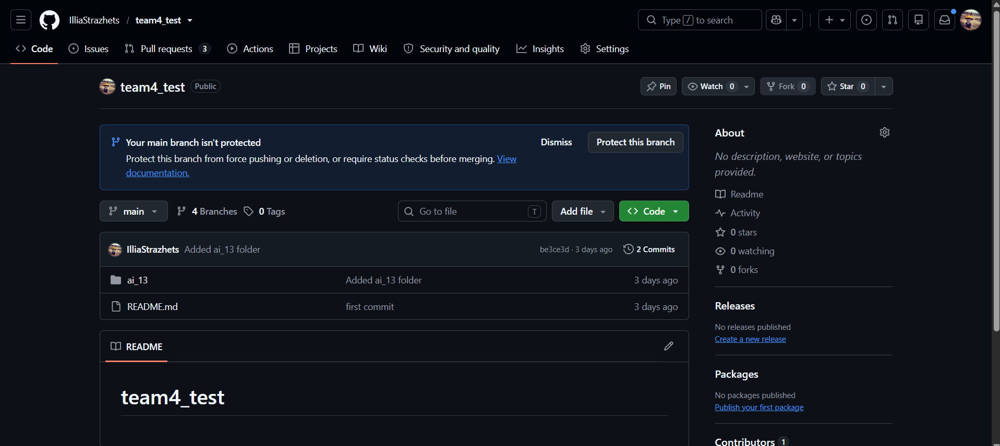 IlliaStrazhets / team4_test
Type / to search
Code
Issues
Pull requests 3
Actions
Projects
Wiki
Security and quality
Insights
Settings
team4_test Public
Pin
Watch 0
Fork 0
Star 0
Your main branch isn't protected
Protect this branch from force pushing or deletion, or require status checks before merging. View
documentation.
Dismiss
Protect this branch
main
4 Branches
0 Tags
Go to file T
Add file
Code
IlliaStrazhets Added ai_13 folder be3ce3d · 3 days ago 2 Commits
ai_13 Added ai_13 folder 3 days ago
README.md first commit 3 days ago
README
team4_test
About
No description, website, or topics
provided.
Readme
Activity
0 stars
0 watching
0 forks
Releases
No releases published
Create a new release
Packages
No packages published
Publish your first package
Contributors 1